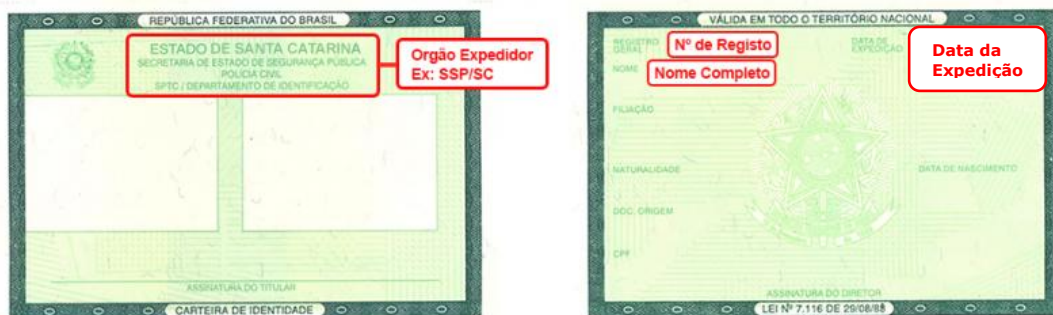 REPÚBLICA FEDERATIVA DO BRASIL
ESTADO DE SANTA CATARINA
SECRETARIA DE ESTADO DE SEGURANÇA PÚBLICA
POLÍCIA CIVIL
SPTC / DEPARTAMENTO DE IDENTIFICAÇÃO
Orgão Expedidor
Ex: SSP/SC
ASSINATURA DO TITULAR
CARTEIRA DE IDENTIDADE
VÁLIDA EM TODO O TERRITÓRIO NACIONAL
REGISTRO
GERAL
Nº de Registo
DATA DE
EXPEDIÇÃO
Data da
Expedição
NOME
Nome Completo
FILIAÇÃO
NATURALIDADE
DATA DE NASCIMENTO
DOC. ORIGEM
CPF
ASSINATURA DO DIRETOR
LEI Nº 7.116 DE 29/08/83